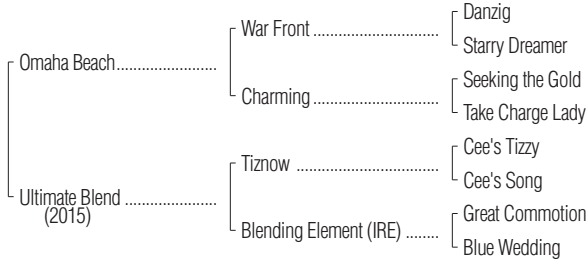 Danzig
War Front
Starry Dreamer
Omaha Beach
Seeking the Gold
Charming
Take Charge Lady
Cee's Tizzy
Tiznow
Cee's Song
Ultimate Blend
(2015)
Great Commotion
Blending Element (IRE)
Blue Wedding